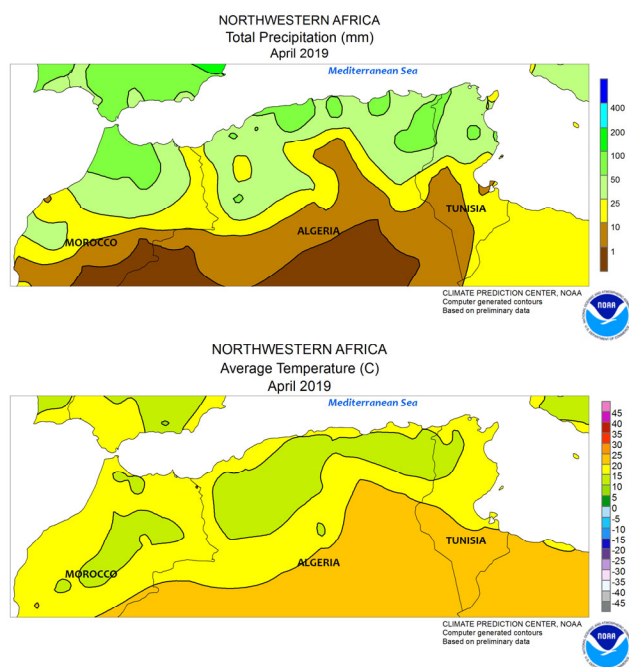 NORTHWESTERN AFRICA
Total Precipitation (mm)
April 2019
Mediterranean Sea
400
200
100
50
25
10
1
MOROCCO
ALGERIA
TUNISIA
CLIMATE PREDICTION CENTER, NOAA
Computer generated contours
Based on preliminary data
NOAA
NORTHWESTERN AFRICA
Average Temperature (C)
April 2019
Mediterranean Sea
45
40
35
30
25
20
15
10
5
0
-5
-10
-15
-20
-25
-30
-35
-40
-45
MOROCCO
ALGERIA
TUNISIA
CLIMATE PREDICTION CENTER, NOAA
Computer generated contours
Based on preliminary data
NOAA